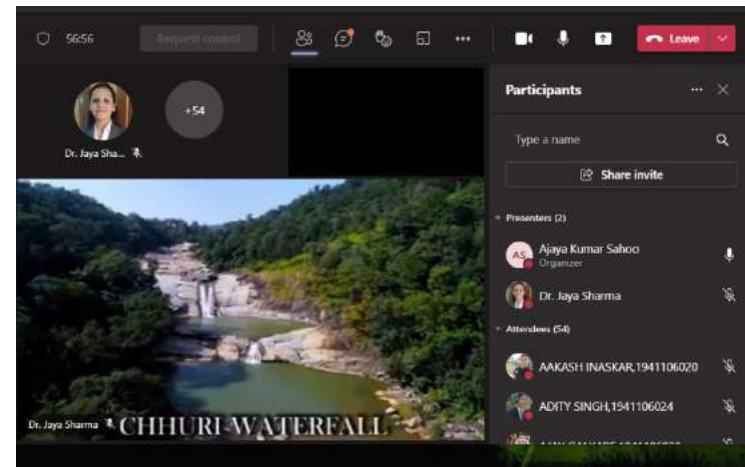 56:56
Request control
Leave
+54
Dr. Jaya Sha...
Participants
Type a name
Share invite
Presenters (2)
AS
Ajaya Kumar Sahoo
Organizer
Dr. Jaya Sharma
Attendees (54)
AAKASH INASKAR,1941106020
ADITY SINGH,1941106024
Dr. Jaya Sharma
CHHURI WATERFALL